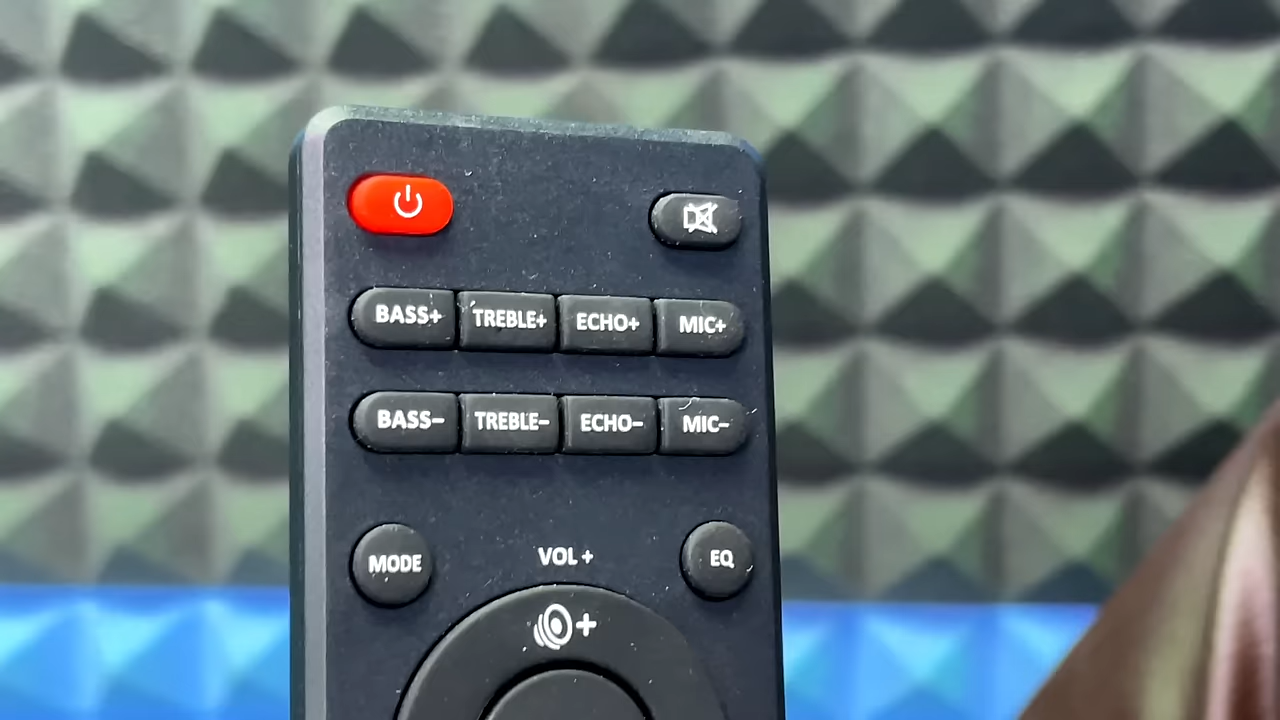 BASS+ TREBLE+ ECHO+ MIC+
BASS− TREBLE− ECHO− MIC−
MODE VOL + EQ
+